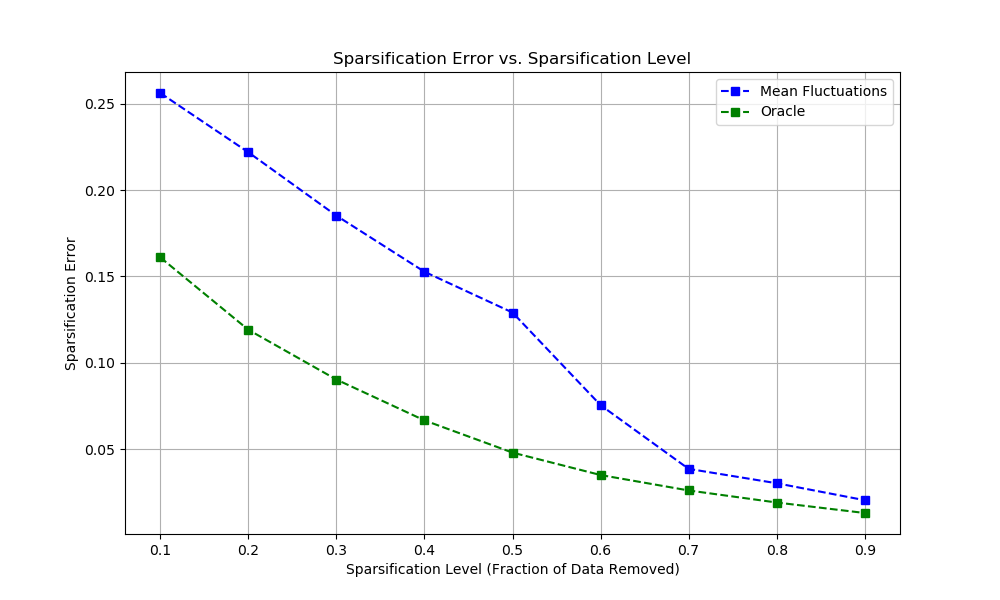 Sparsification Error vs. Sparsification Level
Mean Fluctuations
Oracle
Sparsification Error
0.25
0.20
0.15
0.10
0.05
0.1 0.2 0.3 0.4 0.5 0.6 0.7 0.8 0.9
Sparsification Level (Fraction of Data Removed)